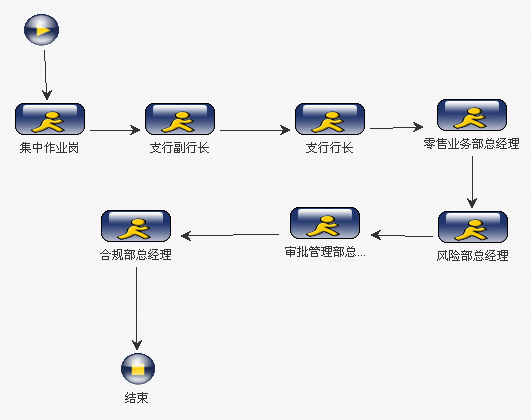 集中作业岗
支行副行长
支行行长
零售业务部总经理
风险部总经理
审批管理部总...
合规部总经理
结束